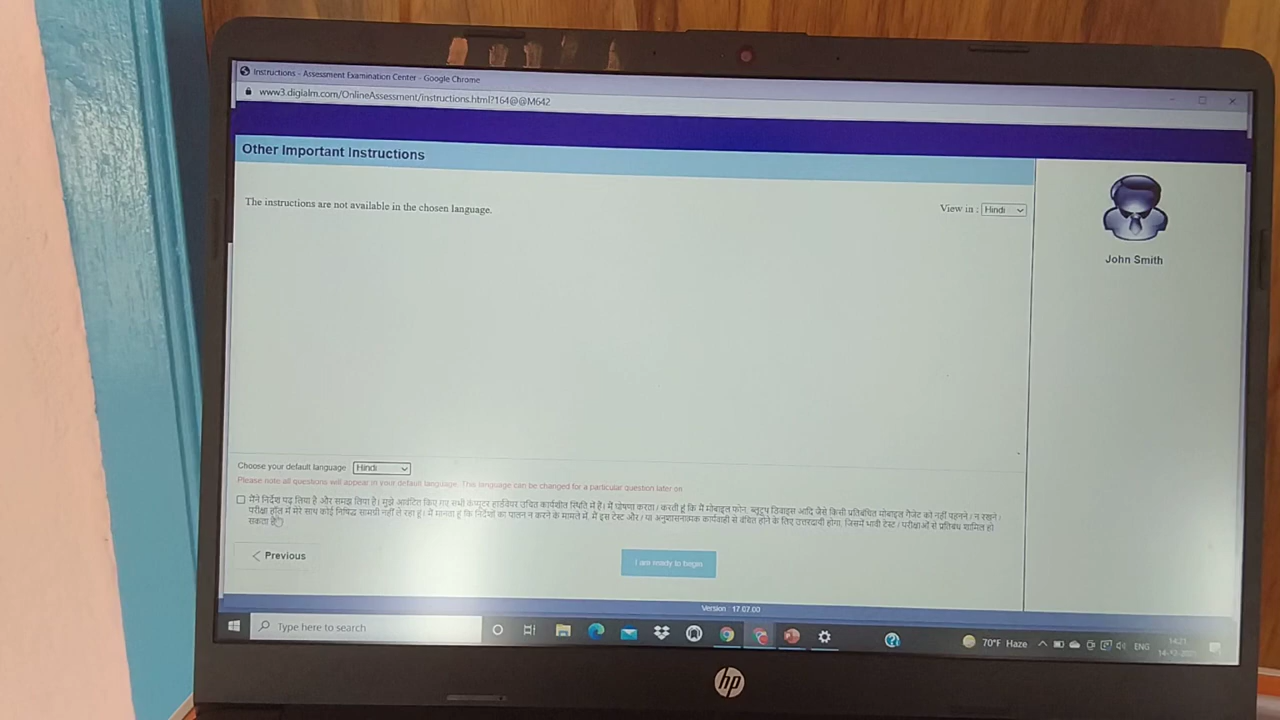 Instructions - Assessment Examination Center - Google Chrome
www3.digialm.com/OnlineAssessment/instructions.html?164@@M642
Other Important Instructions
The instructions are not available in the chosen language.
View in : Hindi
John Smith
Choose your default language Hindi
Please note all questions will appear in your default language. This language can be changed for a particular question later on
मैंने निर्देश पढ़ लिया है और समझ लिया है। मुझे आवंटित किए गए सभी कंप्यूटर हार्डवेयर उचित कार्यशील स्थिति में हैं। मैं घोषणा करता / करती हूं कि मैं मोबाइल फोन, ब्लूटूथ डिवाइस आदि जैसे किसी प्रतिबंधित मोबाइल गैजेट को नहीं पहनने / न रखने /
परीक्षा हॉल में मेरे साथ कोई निषिद्ध सामग्री नहीं ले रहा हूं। मैं मानता हूं कि निर्देशों का पालन न करने के मामले में, मैं इस टेस्ट और / या अनुशासनात्मक कार्यवाही से वंचित होने के लिए उत्तरदायी होगा, जिसमें भावी टेस्ट / परीक्षाओं से प्रतिबंध शामिल हो
सकता है
Previous
I am ready to begin
Version : 17.07.00
Type here to search
70°F Haze
ENG
14:21
hp